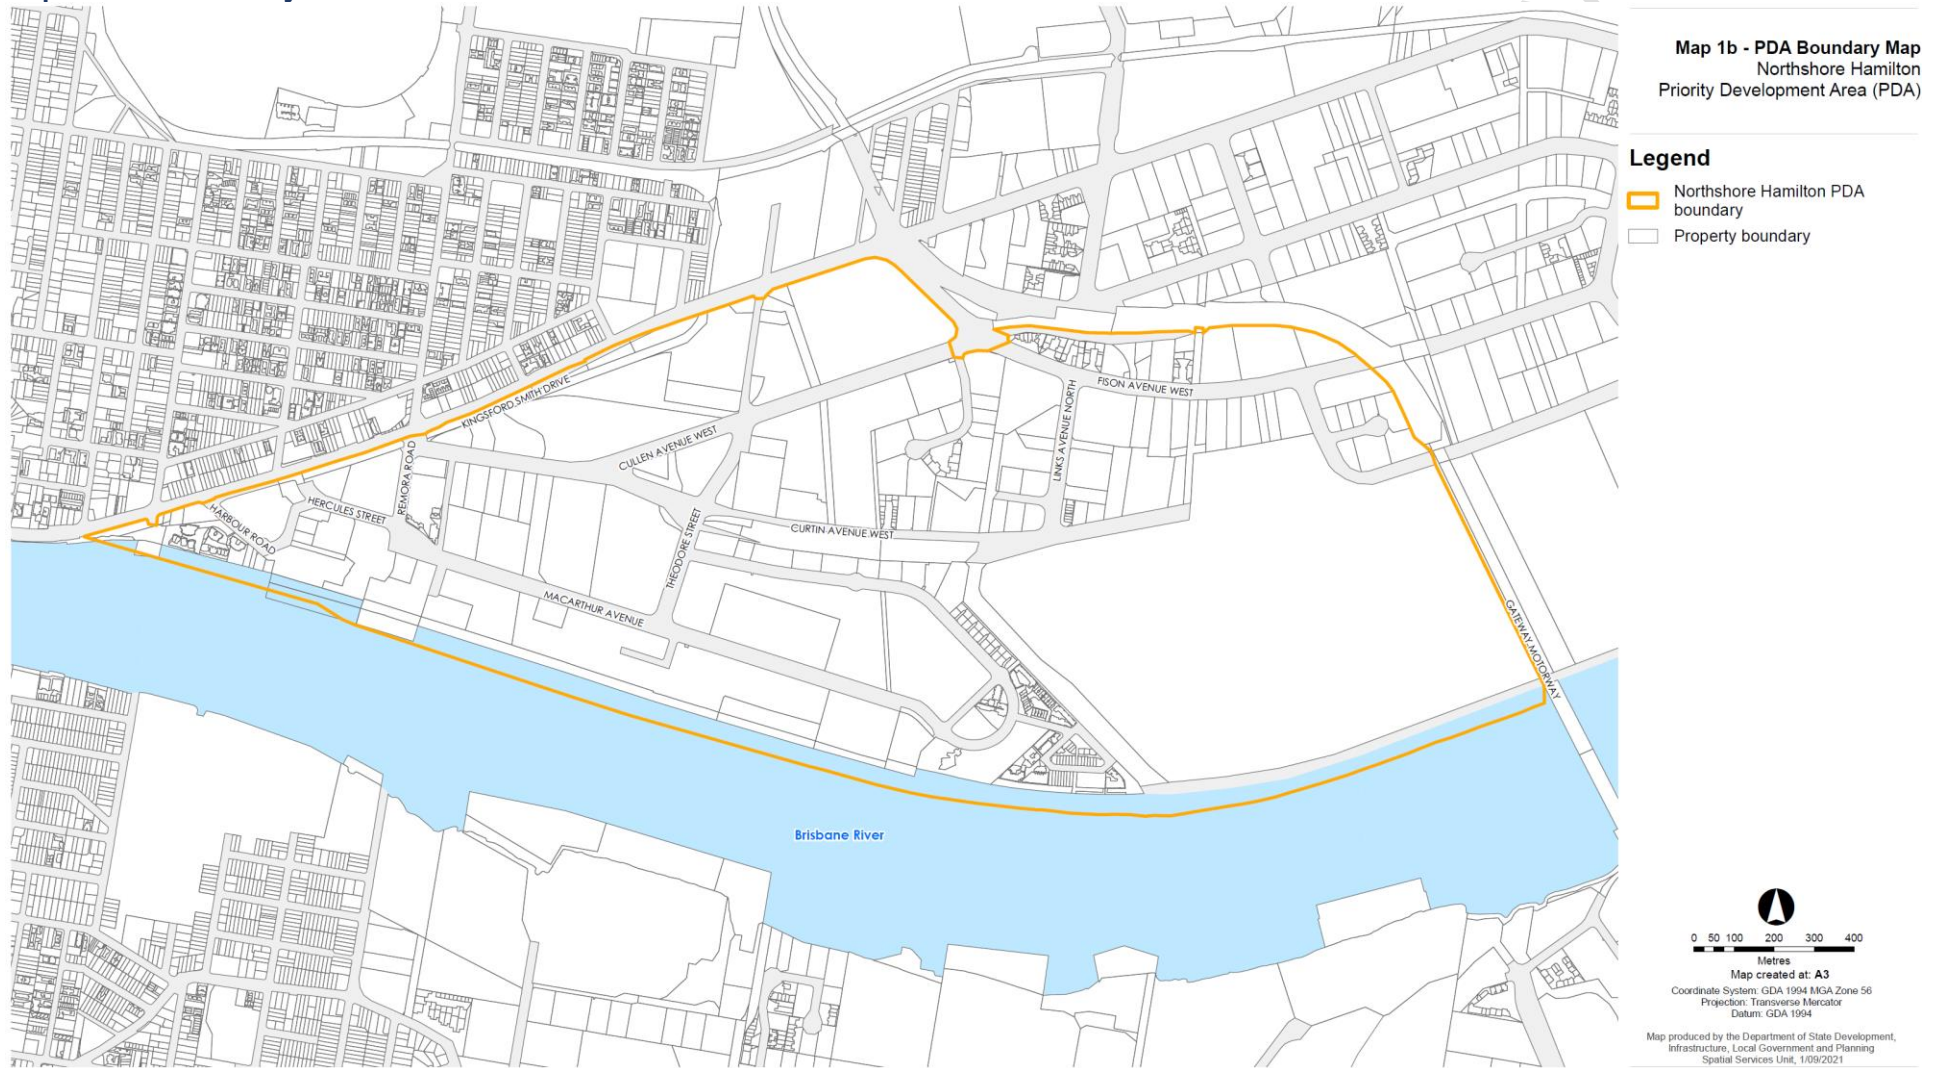 Map 1b - PDA Boundary Map
Northshore Hamilton
Priority Development Area (PDA)
Legend
Northshore Hamilton PDA
boundary
Property boundary
KINGSFORD SMITH DRIVE
FISON AVENUE WEST
LINKS AVENUE NORTH
CULLEN AVENUE WEST
REMORA ROAD
HERCULES STREET
HARBOUR ROAD
THEODORE STREET
CURTIN AVENUE WEST
MACARTHUR AVENUE
GATEWAY MOTORWAY
Brisbane River
0 50 100 200 300 400
Metres
Map created at: A3
Coordinate System: GDA 1994 MGA Zone 56
Projection: Transverse Mercator
Datum: GDA 1994
Map produced by the Department of State Development,
Infrastructure, Local Government and Planning
Spatial Services Unit, 1/09/2021